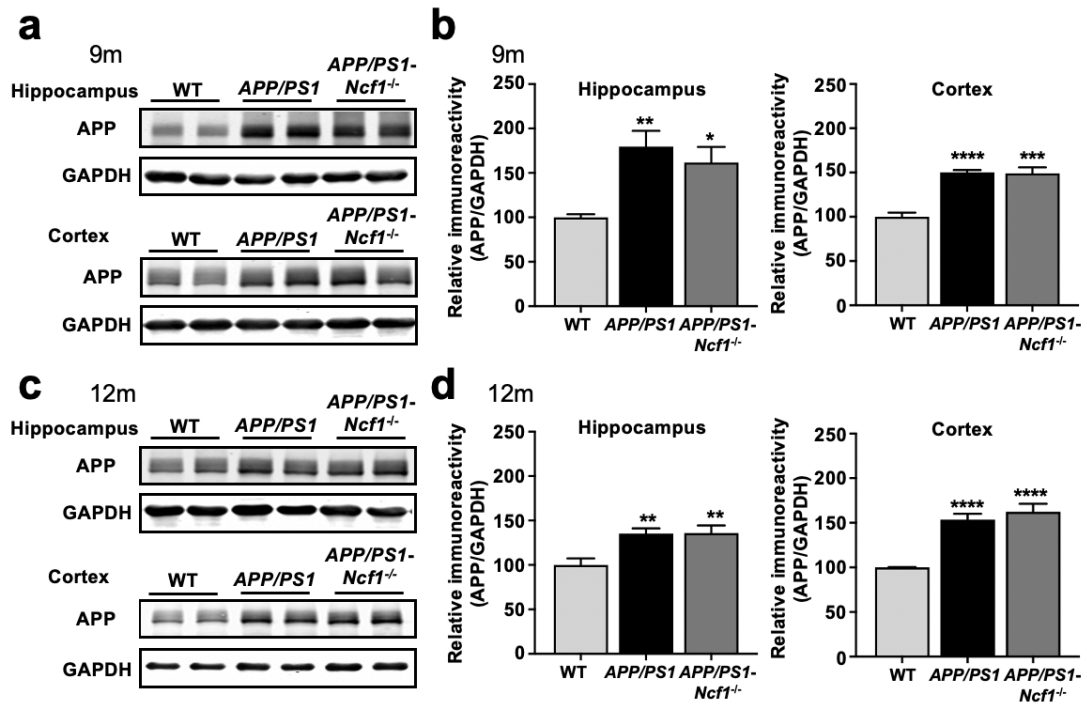 a
9m
APP/PS1-
Hippocampus WT APP/PS1 Ncf1-/-
APP
GAPDH
APP/PS1-
Cortex WT APP/PS1 Ncf1-/-
APP
GAPDH
b
9m
Hippocampus
Relative immunoreactivity
(APP/GAPDH)
250
200
150
100
50
0
**
*
WT APP/PS1 APP/PS1-
Ncf1-/-
Cortex
Relative immunoreactivity
(APP/GAPDH)
250
200
150
100
50
0
****
***
WT APP/PS1 APP/PS1-
Ncf1-/-
c
12m
APP/PS1-
Hippocampus WT APP/PS1 Ncf1-/-
APP
GAPDH
APP/PS1-
Cortex WT APP/PS1 Ncf1-/-
APP
GAPDH
d
12m
Hippocampus
Relative immunoreactivity
(APP/GAPDH)
250
200
150
100
50
0
**
**
WT APP/PS1 APP/PS1-
Ncf1-/-
Cortex
Relative immunoreactivity
(APP/GAPDH)
250
200
150
100
50
0
****
****
WT APP/PS1 APP/PS1-
Ncf1-/-